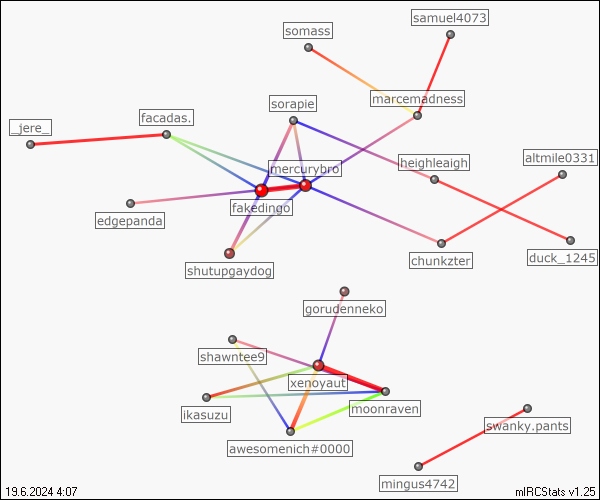 samuel4073
somass
marcemadness
sorapie
facadas.
_jere_
mercurybro
heighleaigh
altmile0331
fakedingo
edgepanda
chunkzter
duck_1245
shutupgaydog
gorudenneko
shawntee9
xenoyaut
moonraven
ikasuzu
swanky.pants
awesomenich#0000
mingus4742
19.6.2024 4:07
mIRCStats v1.25